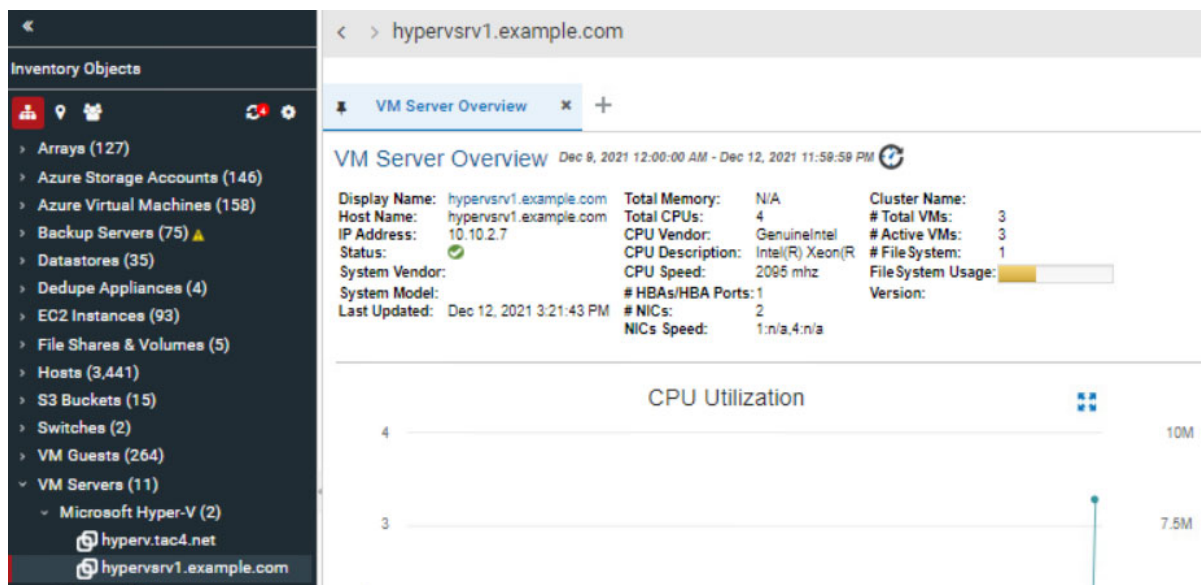 hypervsrv1.example.com
Inventory Objects
4
Arrays (127)
Azure Storage Accounts (146)
Azure Virtual Machines (158)
Backup Servers (75)
Datastores (35)
Dedupe Appliances (4)
EC2 Instances (93)
File Shares & Volumes (5)
Hosts (3,441)
S3 Buckets (15)
Switches (2)
VM Guests (264)
VM Servers (11)
Microsoft Hyper-V (2)
hyperv.tac4.net
hypervsrv1.example.com
VM Server Overview
VM Server Overview Dec 9, 2021 12:00:00 AM - Dec 12, 2021 11:59:59 PM
Display Name: hypervsrv1.example.com Total Memory: N/A Cluster Name:
Host Name: hypervsrv1.example.com Total CPUs: 4 # Total VMs: 3
IP Address: 10.10.2.7 CPU Vendor: GenuineIntel # Active VMs: 3
Status: CPU Description: Intel(R) Xeon(R # FileSystem: 1
System Vendor: CPU Speed: 2095 mhz FileSystem Usage:
System Model: # HBAs/HBA Ports: 1 Version:
Last Updated: Dec 12, 2021 3:21:43 PM # NICs: 2
NICs Speed: 1:n/a,4:n/a
CPU Utilization
4 10M
3 7.5M